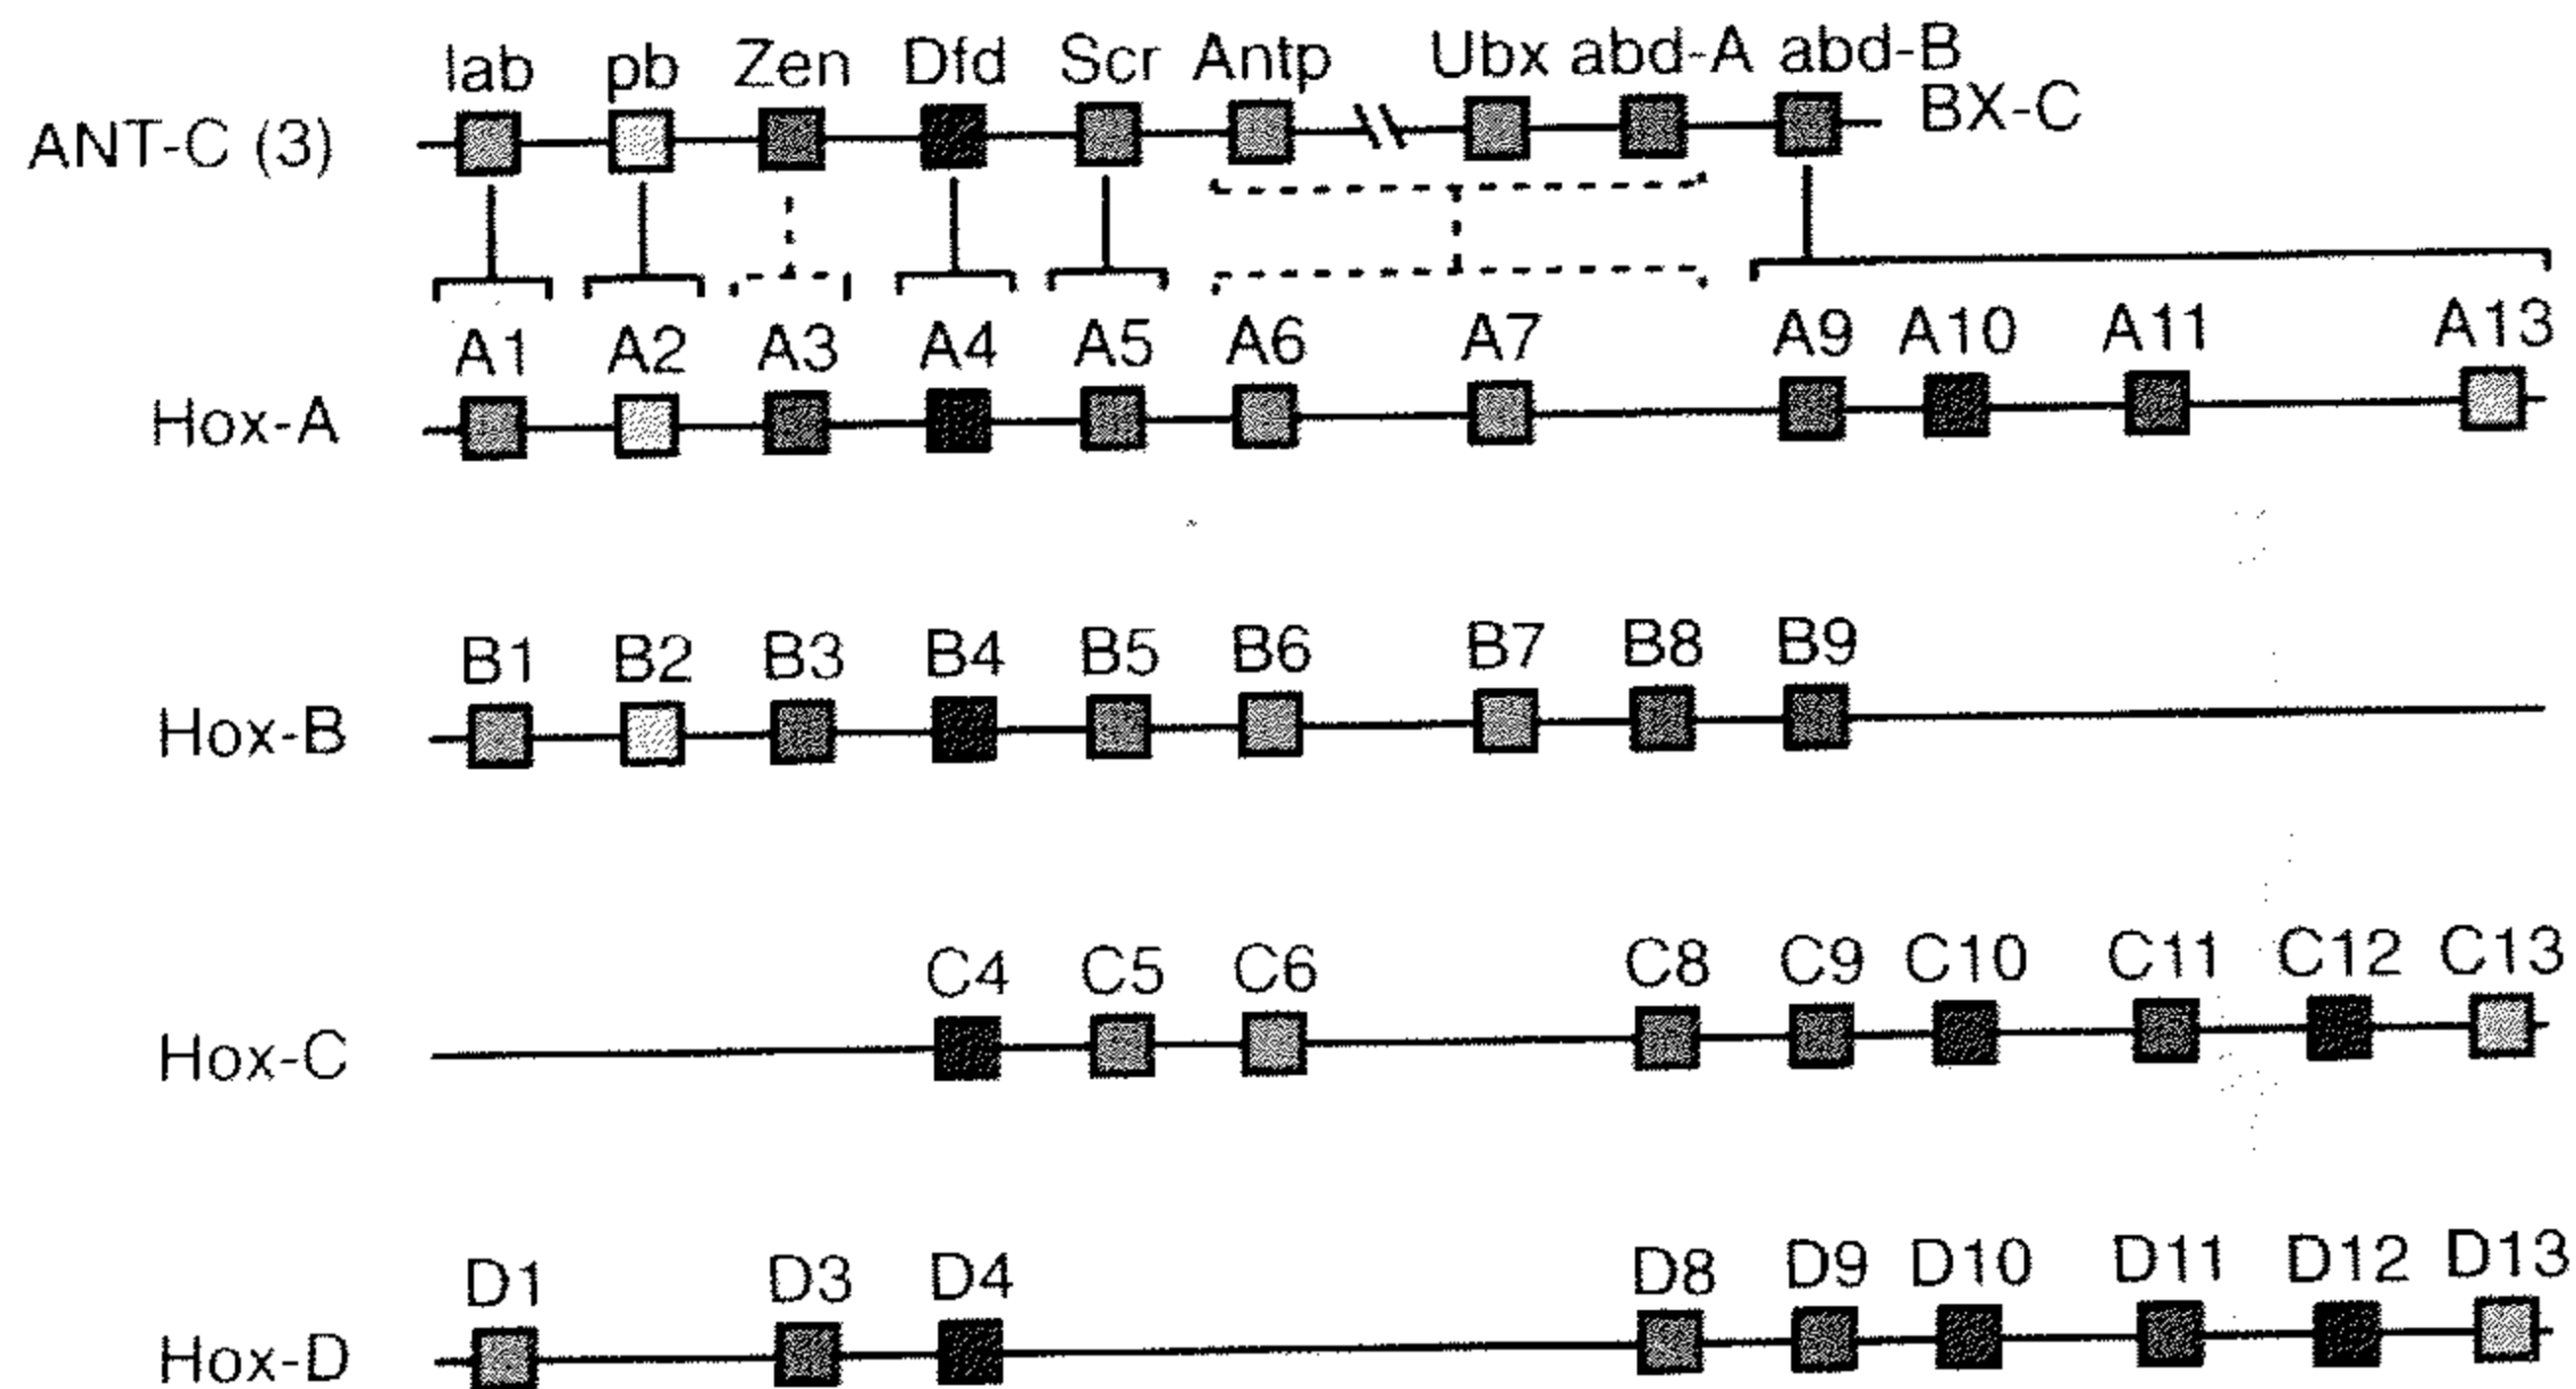 lab pb Zen Dfd Scr Antp Ubx abd-A abd-B
ANT-C (3) BX-C
A1 A2 A3 A4 A5 A6 A7 A9 A10 A11 A13
Hox-A
B1 B2 B3 B4 B5 B6 B7 B8 B9
Hox-B
C4 C5 C6 C8 C9 C10 C11 C12 C13
Hox-C
D1 D3 D4 D8 D9 D10 D11 D12 D13
Hox-D